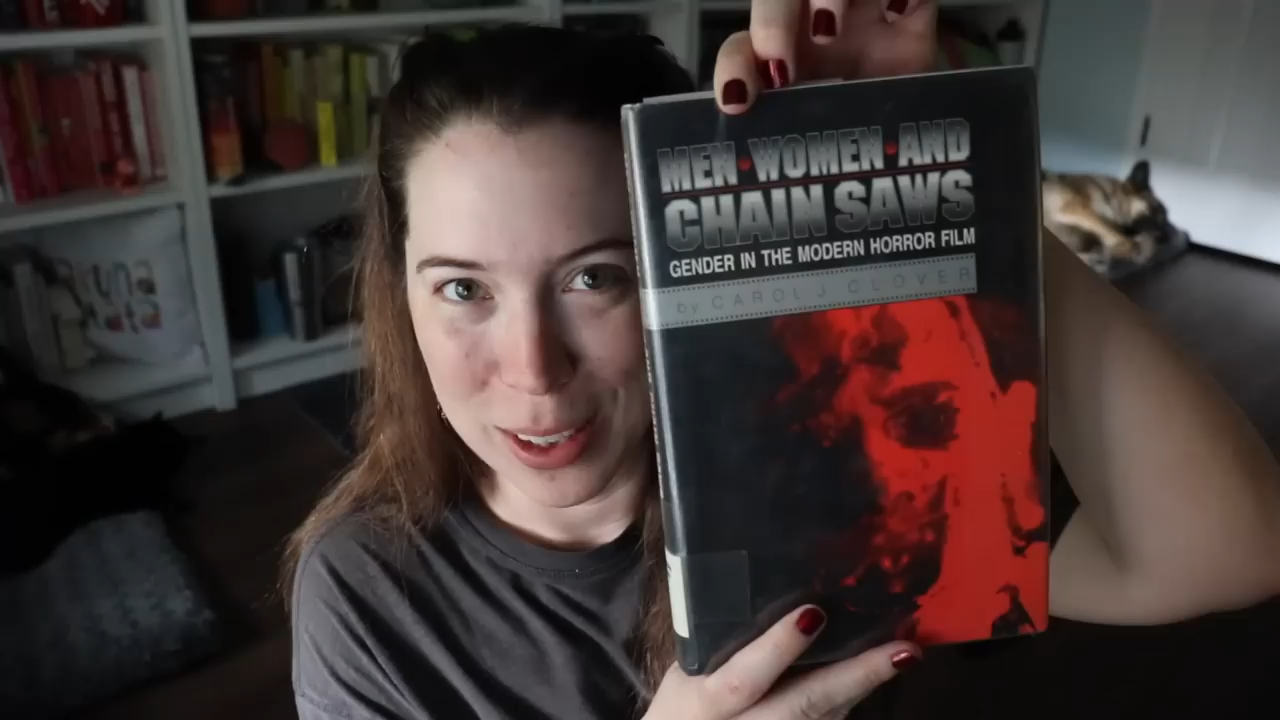 MEN•WOMEN•AND
CHAIN SAWS
GENDER IN THE MODERN HORROR FILM
by CAROL J. CLOVER